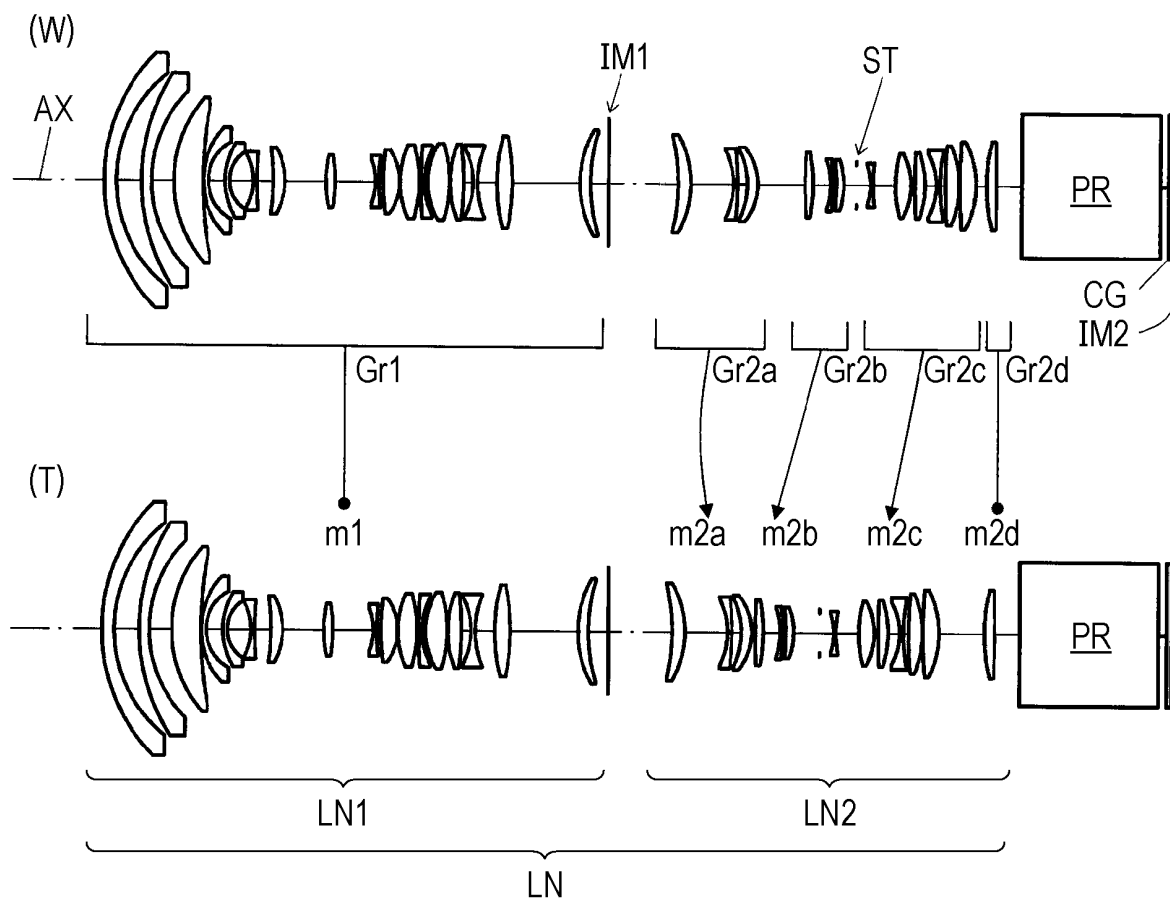 (W)
IM1
ST
AX
PR
CG
IM2
Gr1
Gr2a
Gr2b
Gr2c
Gr2d
(T)
m1
m2a
m2b
m2c
m2d
PR
LN1
LN2
LN